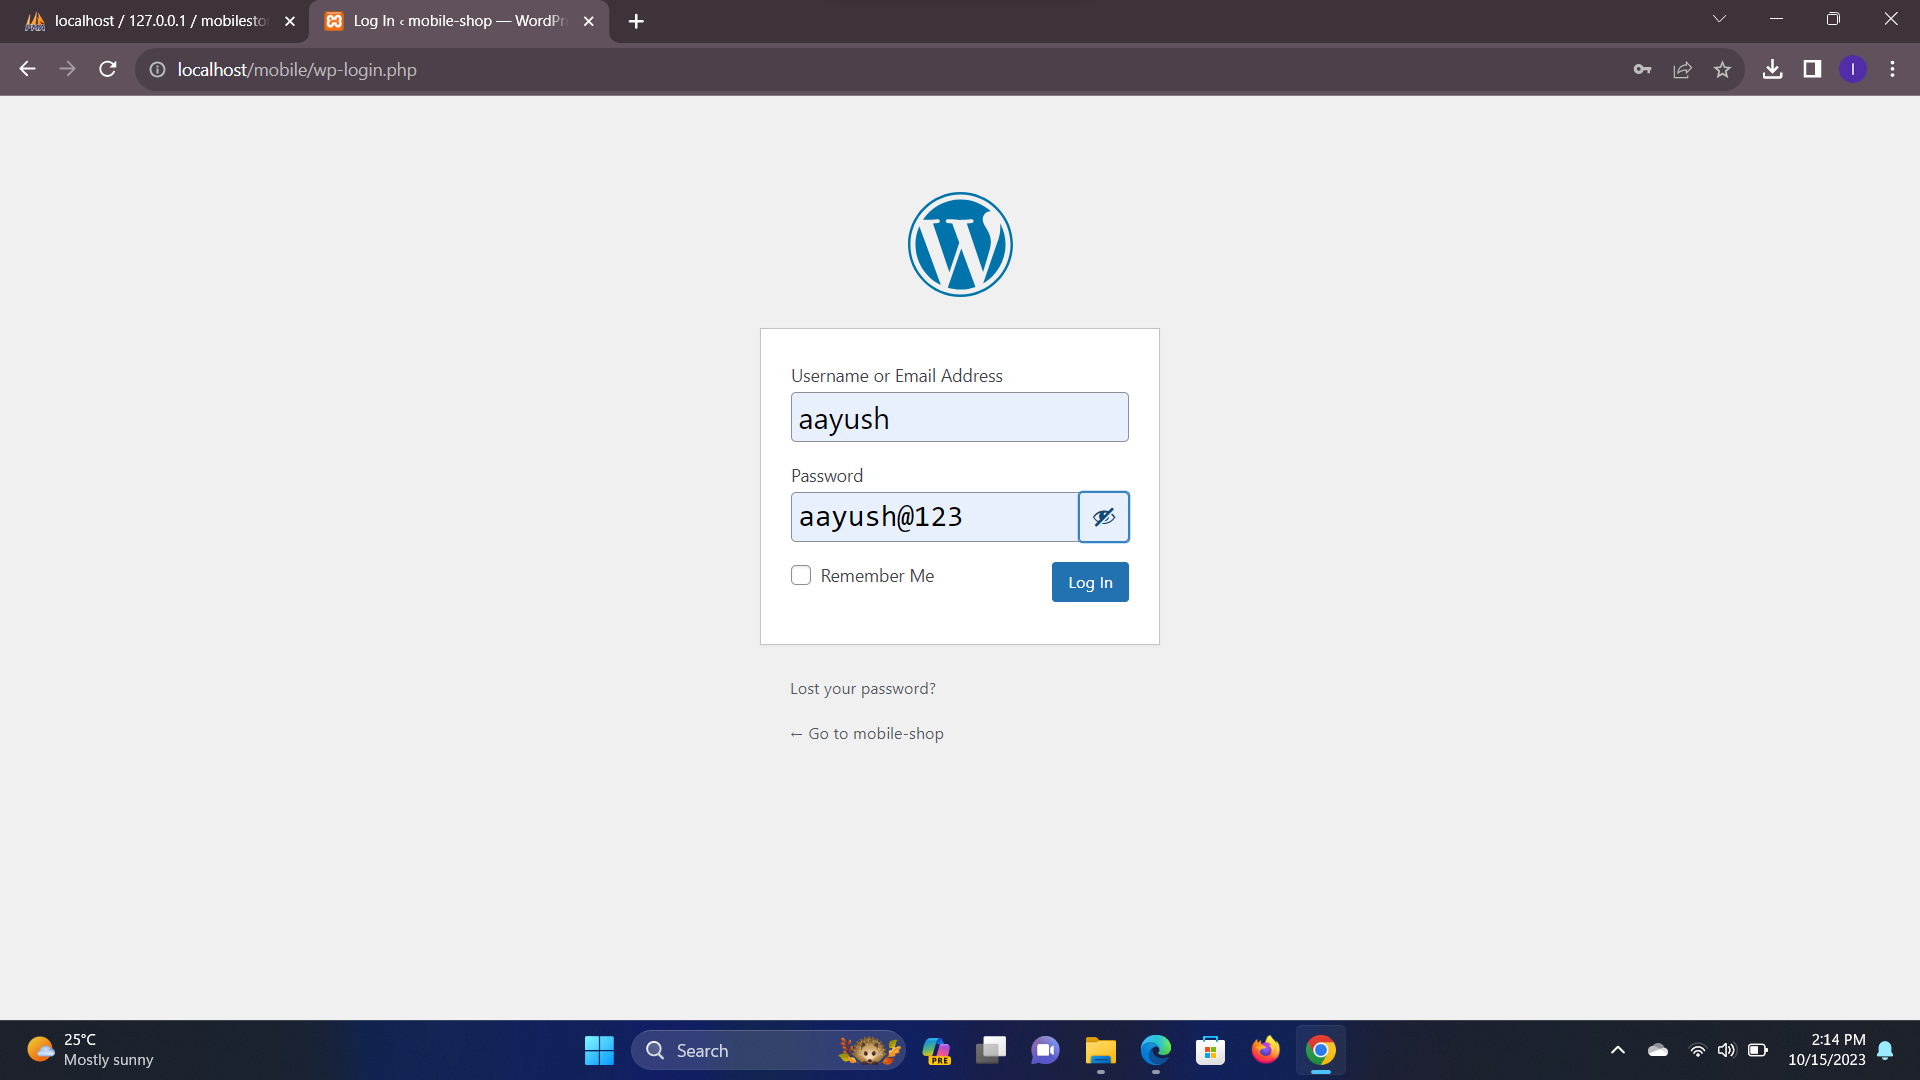 localhost / 127.0.0.1 / mobilesto
Log In ‹ mobile-shop — WordPr
localhost/mobile/wp-login.php
I
Username or Email Address
aayush
Password
aayush@123
Remember Me
Log In
Lost your password?
← Go to mobile-shop
25°C
Mostly sunny
Search
PRE
2:14 PM
10/15/2023